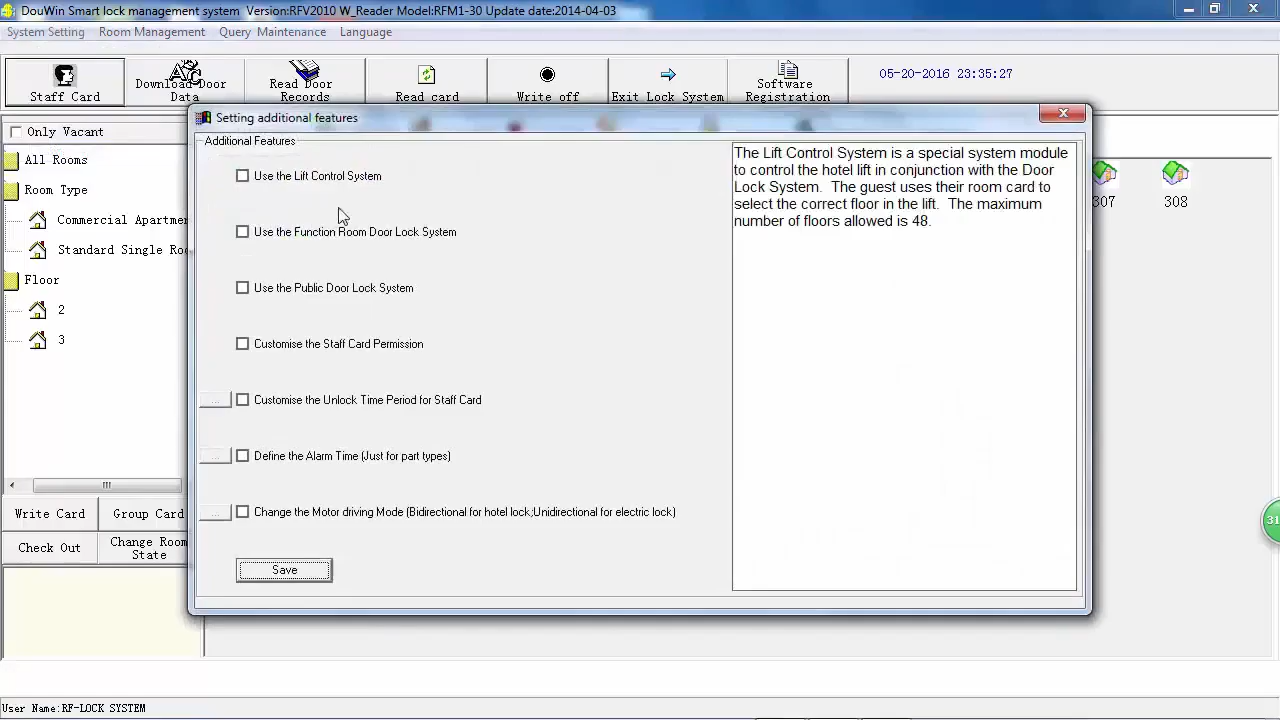 DouWin Smart lock management system Version:RFV2010 W_Reader Model:RFM1-30 Update date:2014-04-03
System Setting Room Management Query Maintenance Language
Staff Card
Download Door Data
Read Door Records
Read card
Write off
Exit Lock System
Software Registration
05-20-2016 23:35:27
Only Vacant
All Rooms
Room Type
Commercial Apartmen
Standard Single Roo
Floor
2
3
Write Card
Group Card
Check Out
Change Room State
307
308
Setting additional features
Additional Features
Use the Lift Control System
Use the Function Room Door Lock System
Use the Public Door Lock System
Customise the Staff Card Permission
... Customise the Unlock Time Period for Staff Card
... Define the Alarm Time (Just for part types)
... Change the Motor driving Mode (Bidirectional for hotel lock;Unidirectional for electric lock)
Save
The Lift Control System is a special system module
to control the hotel lift in conjunction with the Door
Lock System. The guest uses their room card to
select the correct floor in the lift. The maximum
number of floors allowed is 48.
31
User Name:RF-LOCK SYSTEM